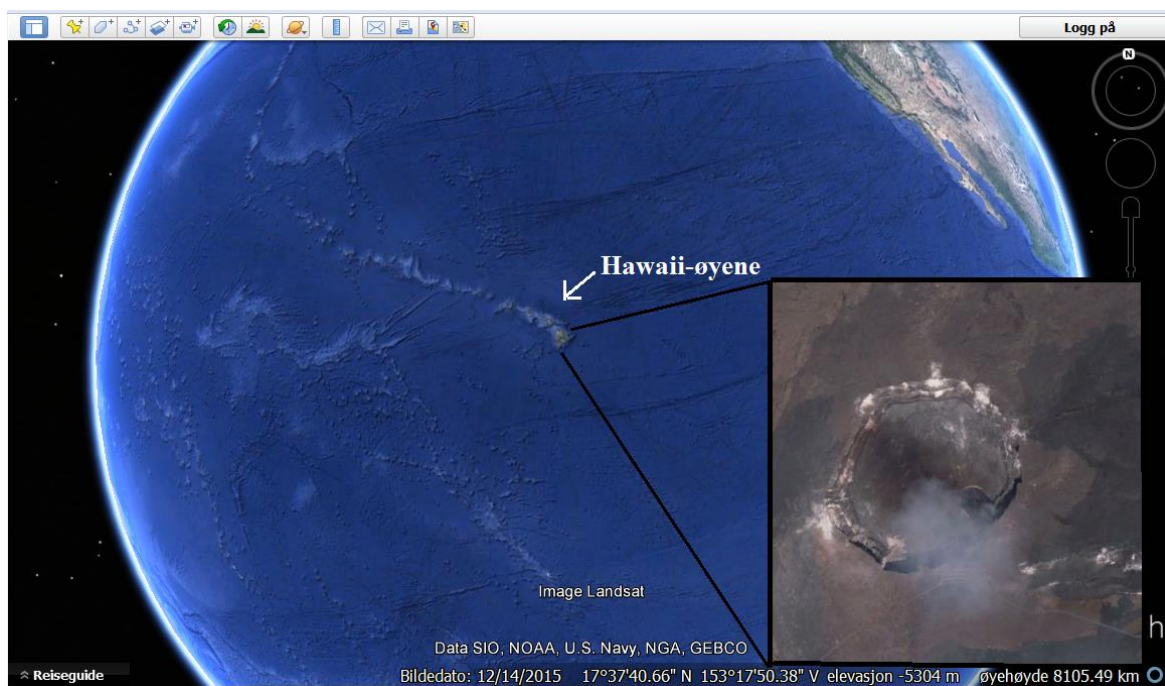 Logg på
N
Hawaii-øyene
Image Landsat
Data SIO, NOAA, U.S. Navy, NGA, GEBCO
h
Reiseguide
Bildedato: 12/14/2015 17°37'40.66" N 153°17'50.38" V elevasjon -5304 m øyehøyde 8105.49 km